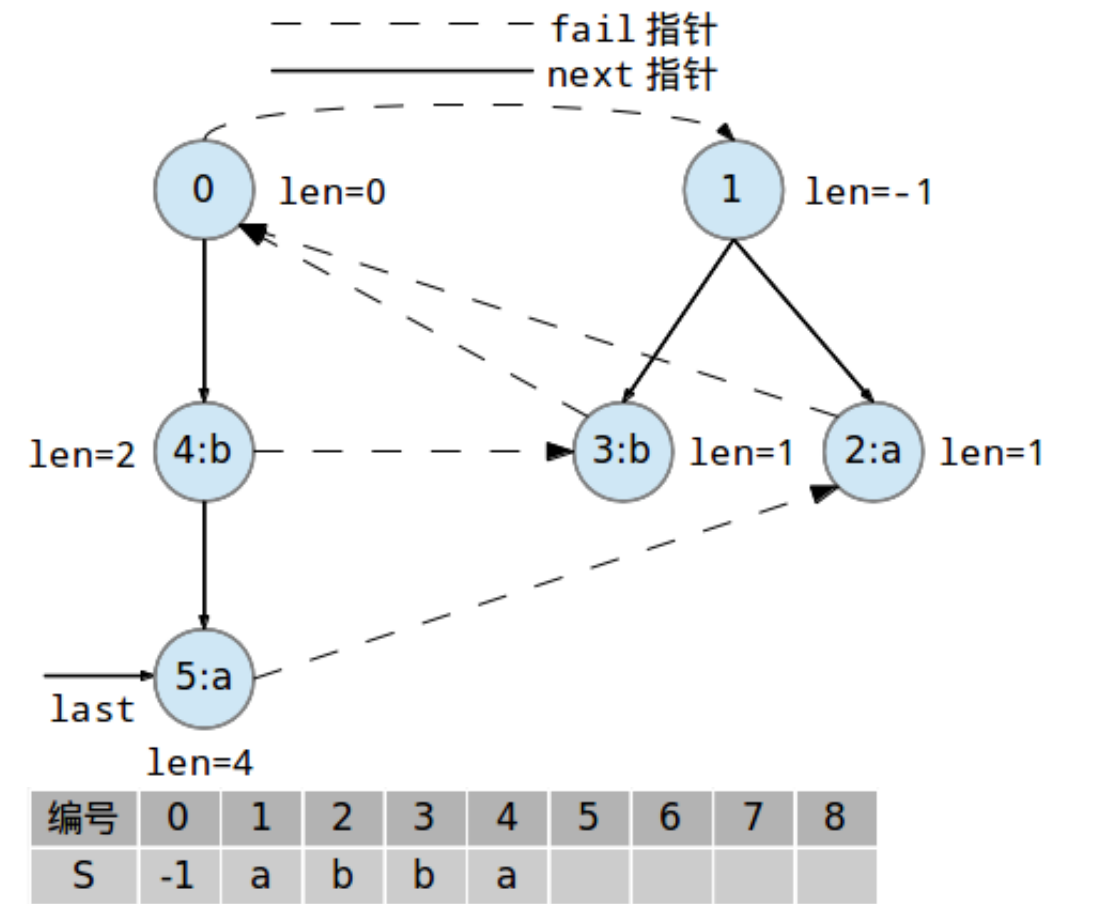 fail 指针
next 指针
0 len=0 1 len=-1
len=2 4:b 3:b len=1 2:a len=1
5:a
last
len=4
编号 0 1 2 3 4 5 6 7 8
S -1 a b b a